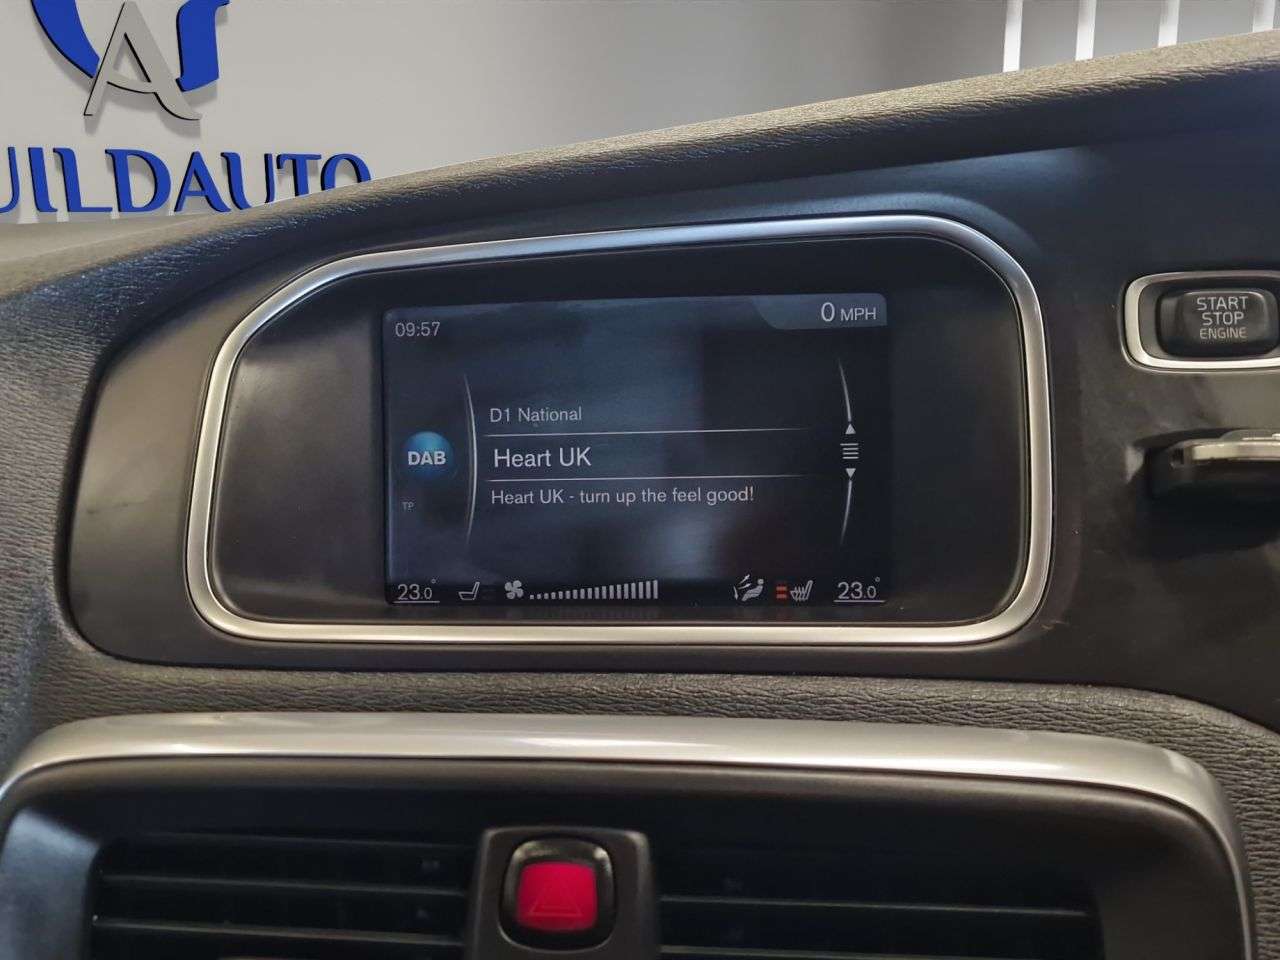 UILDAUTO
09:57
0 MPH
D1 National
DAB
Heart UK
Heart UK - turn up the feel good!
TP
23.0°
23.0°
START
STOP
ENGINE